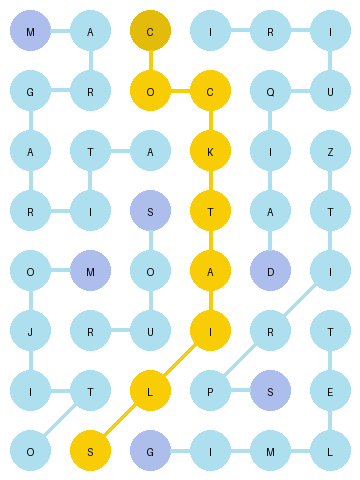 M A C I R I
G R O C Q U
A T A K I Z
R I S T A T
O M O A D I
J R U I R T
I T L P S E
O S G I M L